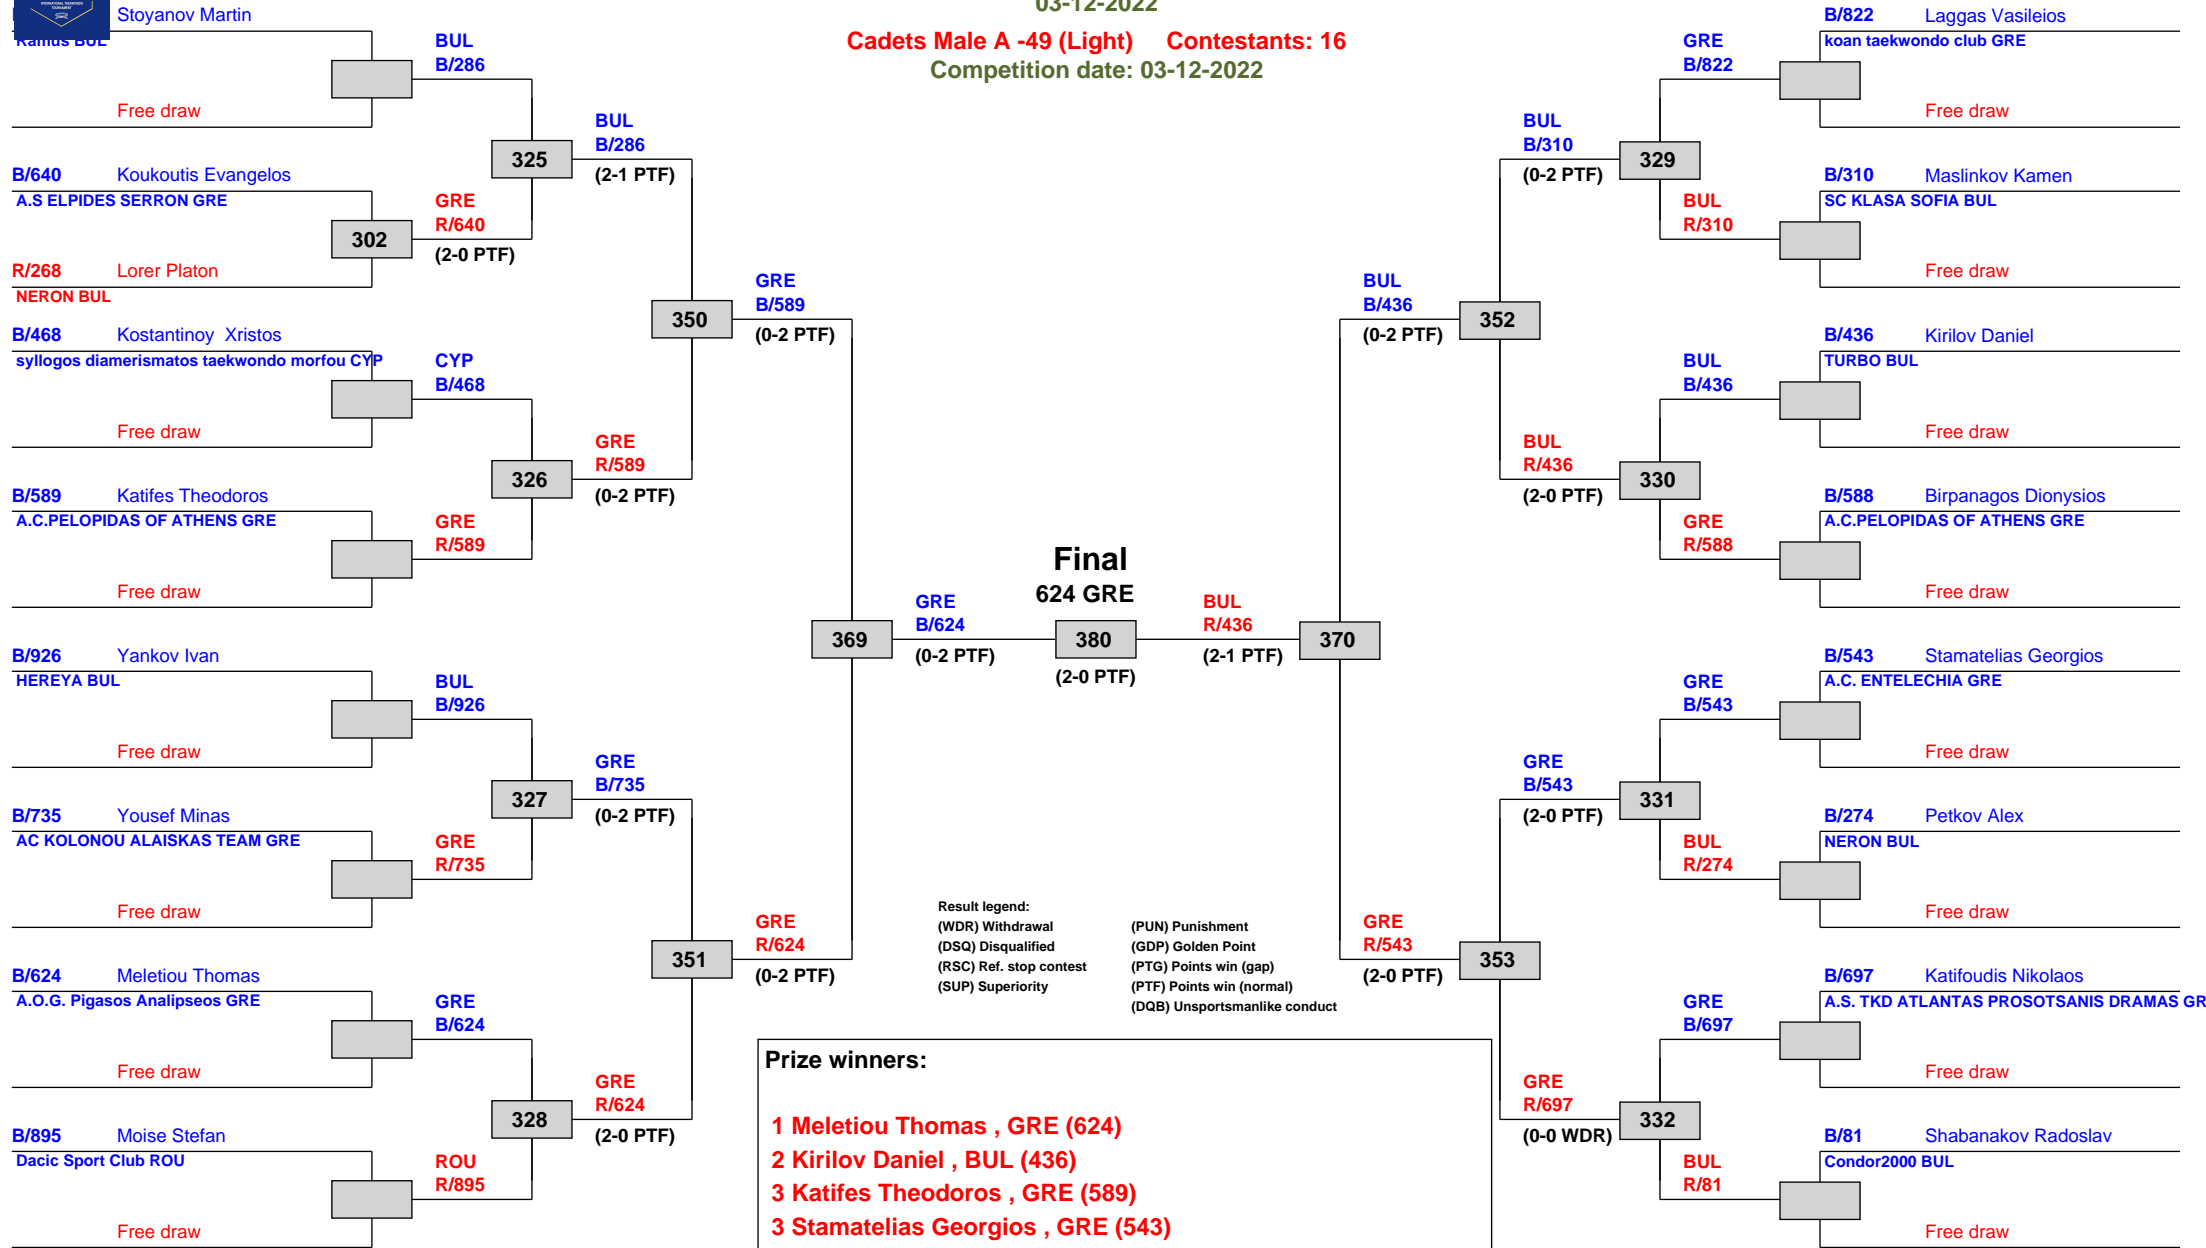 03-12-2022
Cadets Male A -49 (Light) Contestants: 16
Competition date: 03-12-2022
Stoyanov Martin
Ramus BUL
Free draw
B/640 Koukoutis Evangelos
A.S ELPIDES SERRON GRE
R/268 Lorer Platon
NERON BUL
B/468 Kostantinoy Xristos
syllogos diamerismatos taekwondo morfou CYP
Free draw
B/589 Katifes Theodoros
A.C.PELOPIDAS OF ATHENS GRE
Free draw
B/926 Yankov Ivan
HEREYA BUL
Free draw
B/735 Yousef Minas
AC KOLONOU ALAISKAS TEAM GRE
Free draw
B/624 Meletiou Thomas
A.O.G. Pigasos Analipseos GRE
Free draw
B/895 Moise Stefan
Dacic Sport Club ROU
Free draw
BUL
B/286
302
GRE
R/640
(2-0 PTF)
CYP
B/468
GRE
R/589
BUL
B/926
GRE
R/735
GRE
B/624
ROU
R/895
325
BUL
B/286
(2-1 PTF)
326
GRE
R/589
(0-2 PTF)
327
GRE
B/735
(0-2 PTF)
328
GRE
R/624
(2-0 PTF)
350
GRE
B/589
(0-2 PTF)
351
GRE
R/624
(0-2 PTF)
369
GRE
B/624
(0-2 PTF)
Final
624 GRE
380
(2-0 PTF)
BUL
R/436
(2-1 PTF)
370
BUL
B/436
(0-2 PTF)
352
GRE
R/543
(2-0 PTF)
353
BUL
B/310
(0-2 PTF)
329
BUL
R/436
(2-0 PTF)
330
GRE
B/543
(2-0 PTF)
331
GRE
R/697
(0-0 WDR)
332
GRE
B/822
BUL
R/310
BUL
B/436
GRE
R/588
GRE
B/543
BUL
R/274
GRE
B/697
BUL
R/81
B/822 Laggas Vasileios
koan taekwondo club GRE
Free draw
B/310 Maslinkov Kamen
SC KLASA SOFIA BUL
Free draw
B/436 Kirilov Daniel
TURBO BUL
Free draw
B/588 Birpanagos Dionysios
A.C.PELOPIDAS OF ATHENS GRE
Free draw
B/543 Stamatelias Georgios
A.C. ENTELECHIA GRE
Free draw
B/274 Petkov Alex
NERON BUL
Free draw
B/697 Katifoudis Nikolaos
A.S. TKD ATLANTAS PROSOTSANIS DRAMAS GR
Free draw
B/81 Shabanakov Radoslav
Condor2000 BUL
Free draw
Result legend:
(WDR) Withdrawal (PUN) Punishment
(DSQ) Disqualified (GDP) Golden Point
(RSC) Ref. stop contest (PTG) Points win (gap)
(SUP) Superiority (PTF) Points win (normal)
(DQB) Unsportsmanlike conduct
Prize winners:
1 Meletiou Thomas , GRE (624)
2 Kirilov Daniel , BUL (436)
3 Katifes Theodoros , GRE (589)
3 Stamatelias Georgios , GRE (543)